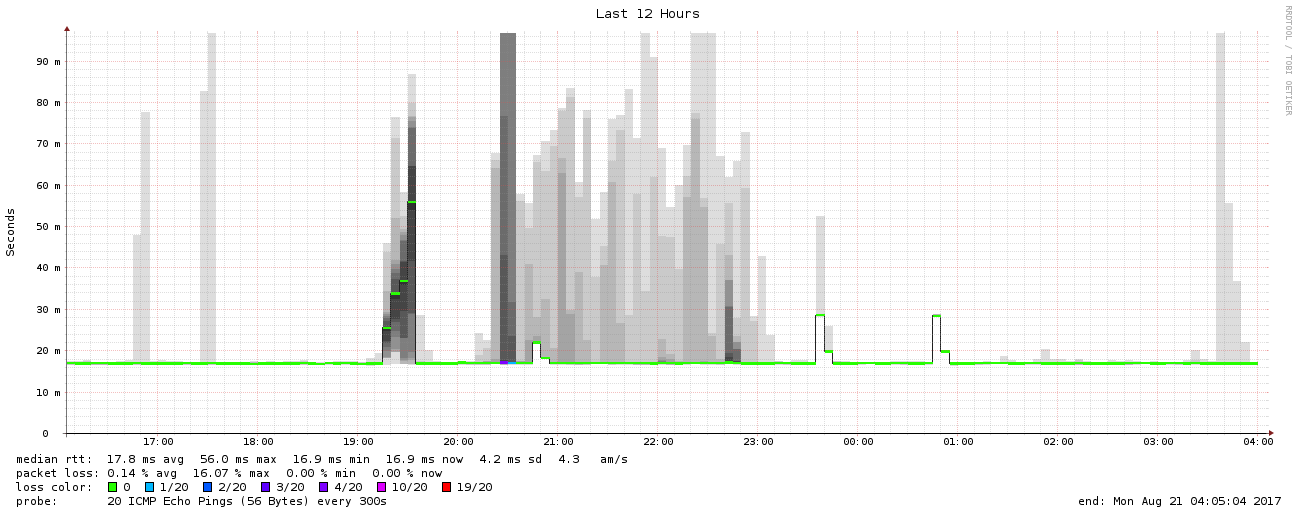 Last 12 Hours
RRDTOOL / TOBI OETIKER
Seconds
90 m
80 m
70 m
60 m
50 m
40 m
30 m
20 m
10 m
0
17:00 18:00 19:00 20:00 21:00 22:00 23:00 00:00 01:00 02:00 03:00 04:00
median rtt: 17.8 ms avg 56.0 ms max 16.9 ms min 16.9 ms now 4.2 ms sd 4.3 am/s
packet loss: 0.14 % avg 16.07 % max 0.00 % min 0.00 % now
loss color: 0 1/20 2/20 3/20 4/20 10/20 19/20
probe: 20 ICMP Echo Pings (56 Bytes) every 300s end: Mon Aug 21 04:05:04 2017